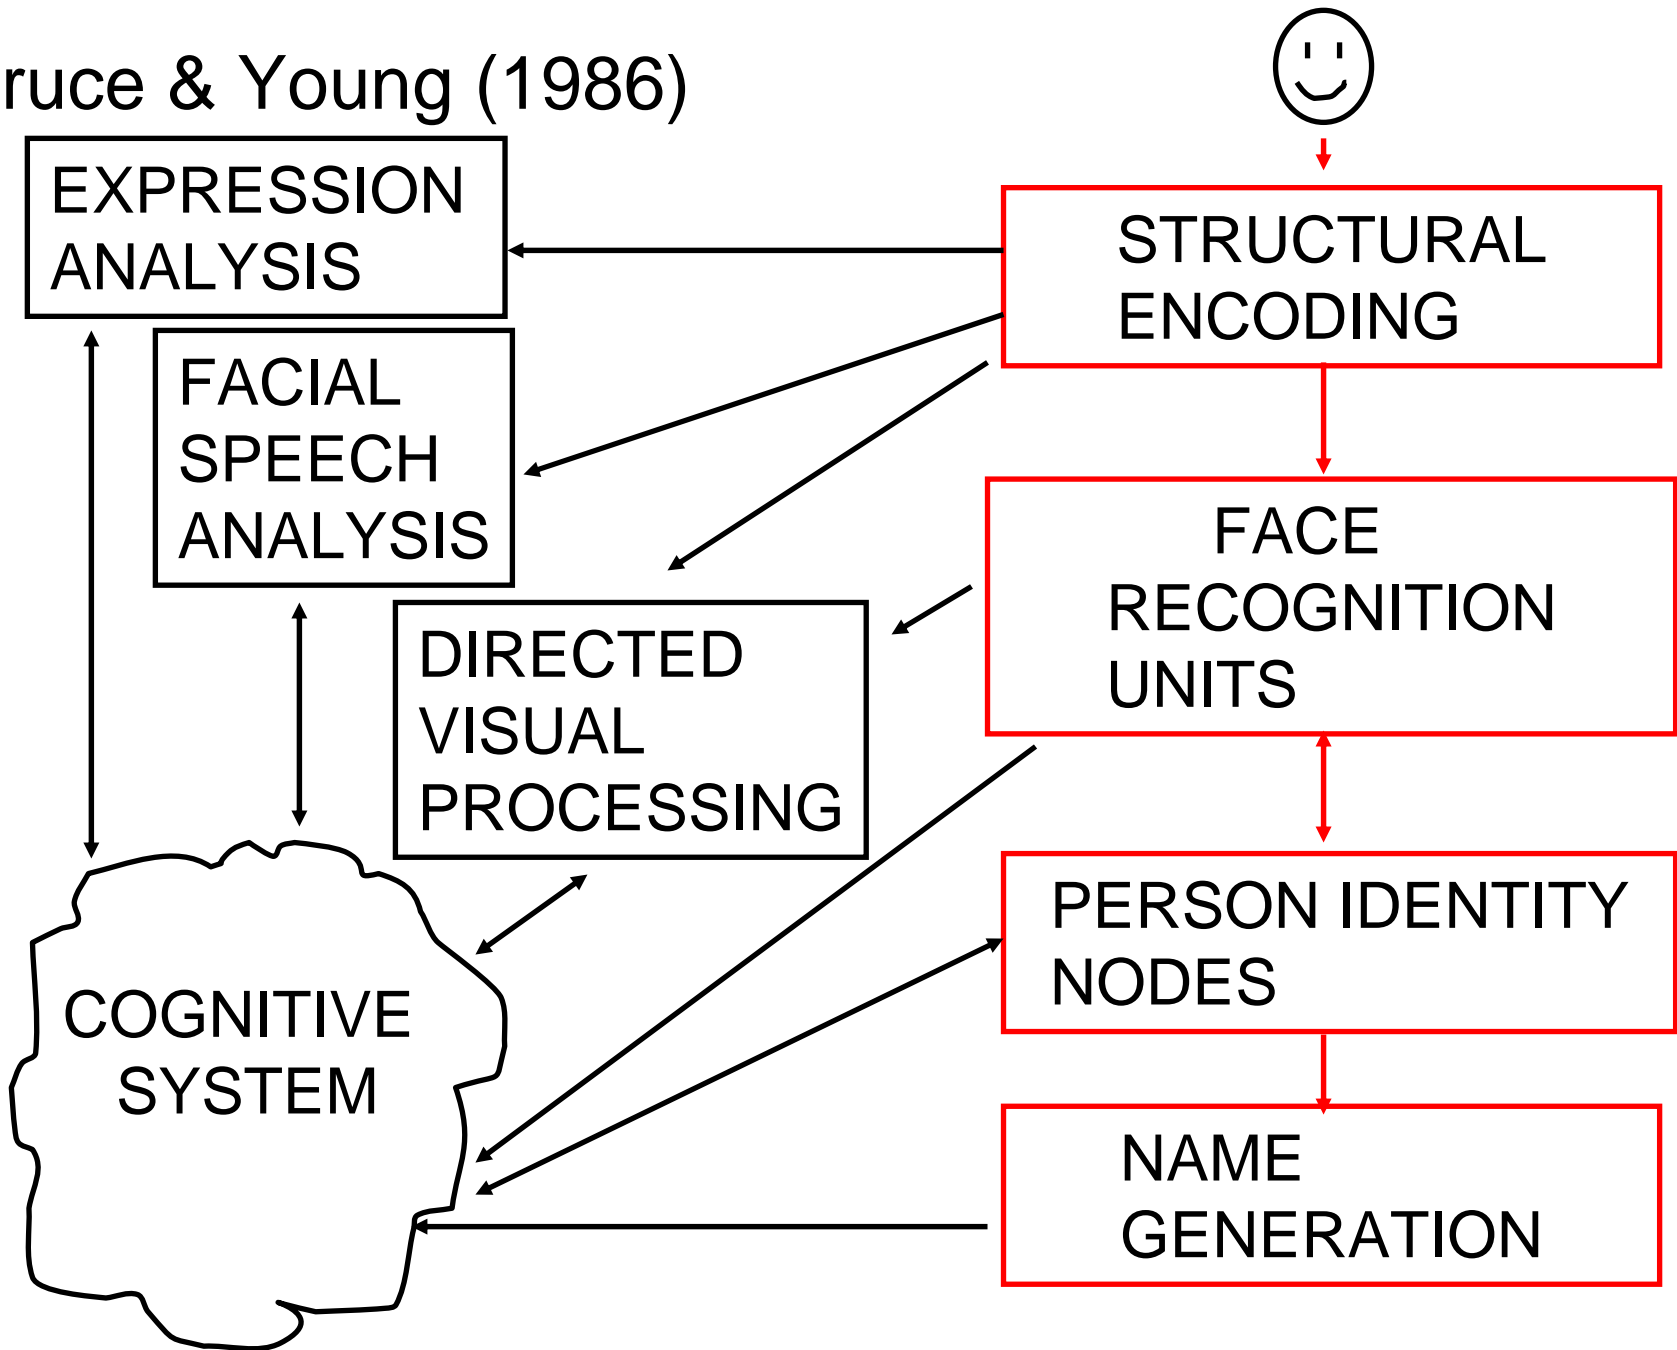 ruce & Young (1986)
EXPRESSION
ANALYSIS
STRUCTURAL
ENCODING
FACIAL
SPEECH
ANALYSIS
FACE
RECOGNITION
UNITS
DIRECTED
VISUAL
PROCESSING
PERSON IDENTITY
NODES
COGNITIVE
SYSTEM
NAME
GENERATION